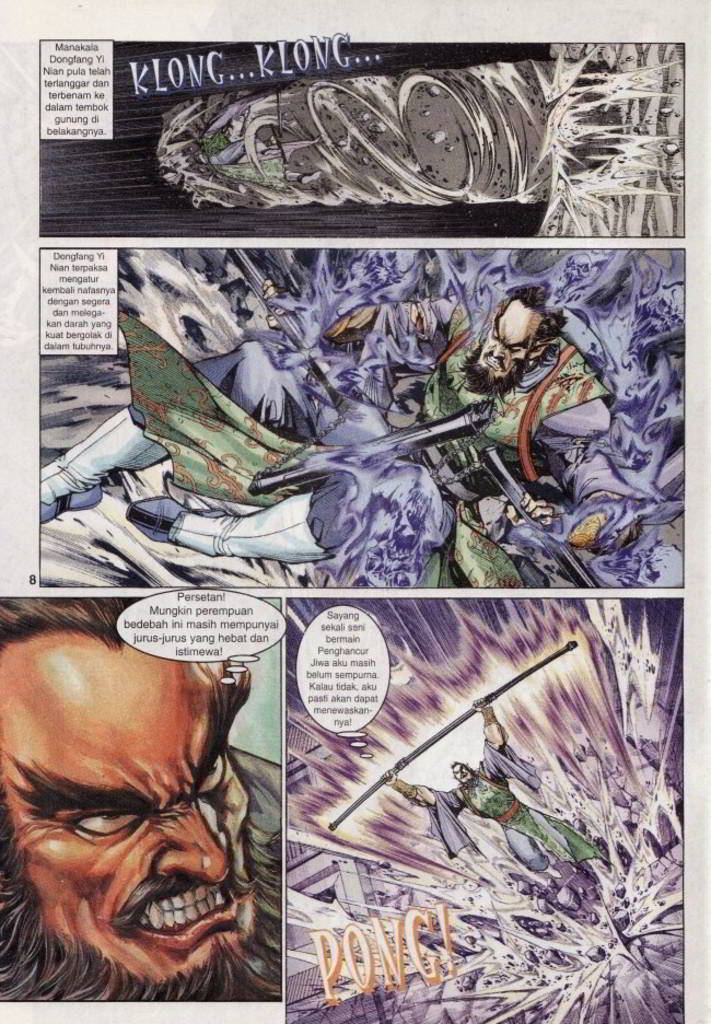 Manakala
Dongfang Yi
Nian pula telah
terlanggar dan
terbenam ke
dalam tembok
gunung di
belakangnya.
KLONG...KLONG...
Dongfang Yi
Nian terpaksa
mengatur
kembali nafasnya
dengan segera
dan melega-
kan darah yang
kuat bergolak di
dalam tubuhnya.
8
Persetan!
Mungkin perempuan
bedebah ini masih mempunyai
jurus-jurus yang hebat dan
istimewa!
Sayang
sekali seni
bermain
Penghancur
Jiwa aku masih
belum sempurna.
Kalau tidak, aku
pasti akan dapat
menewaskan-
nya!
PONG!